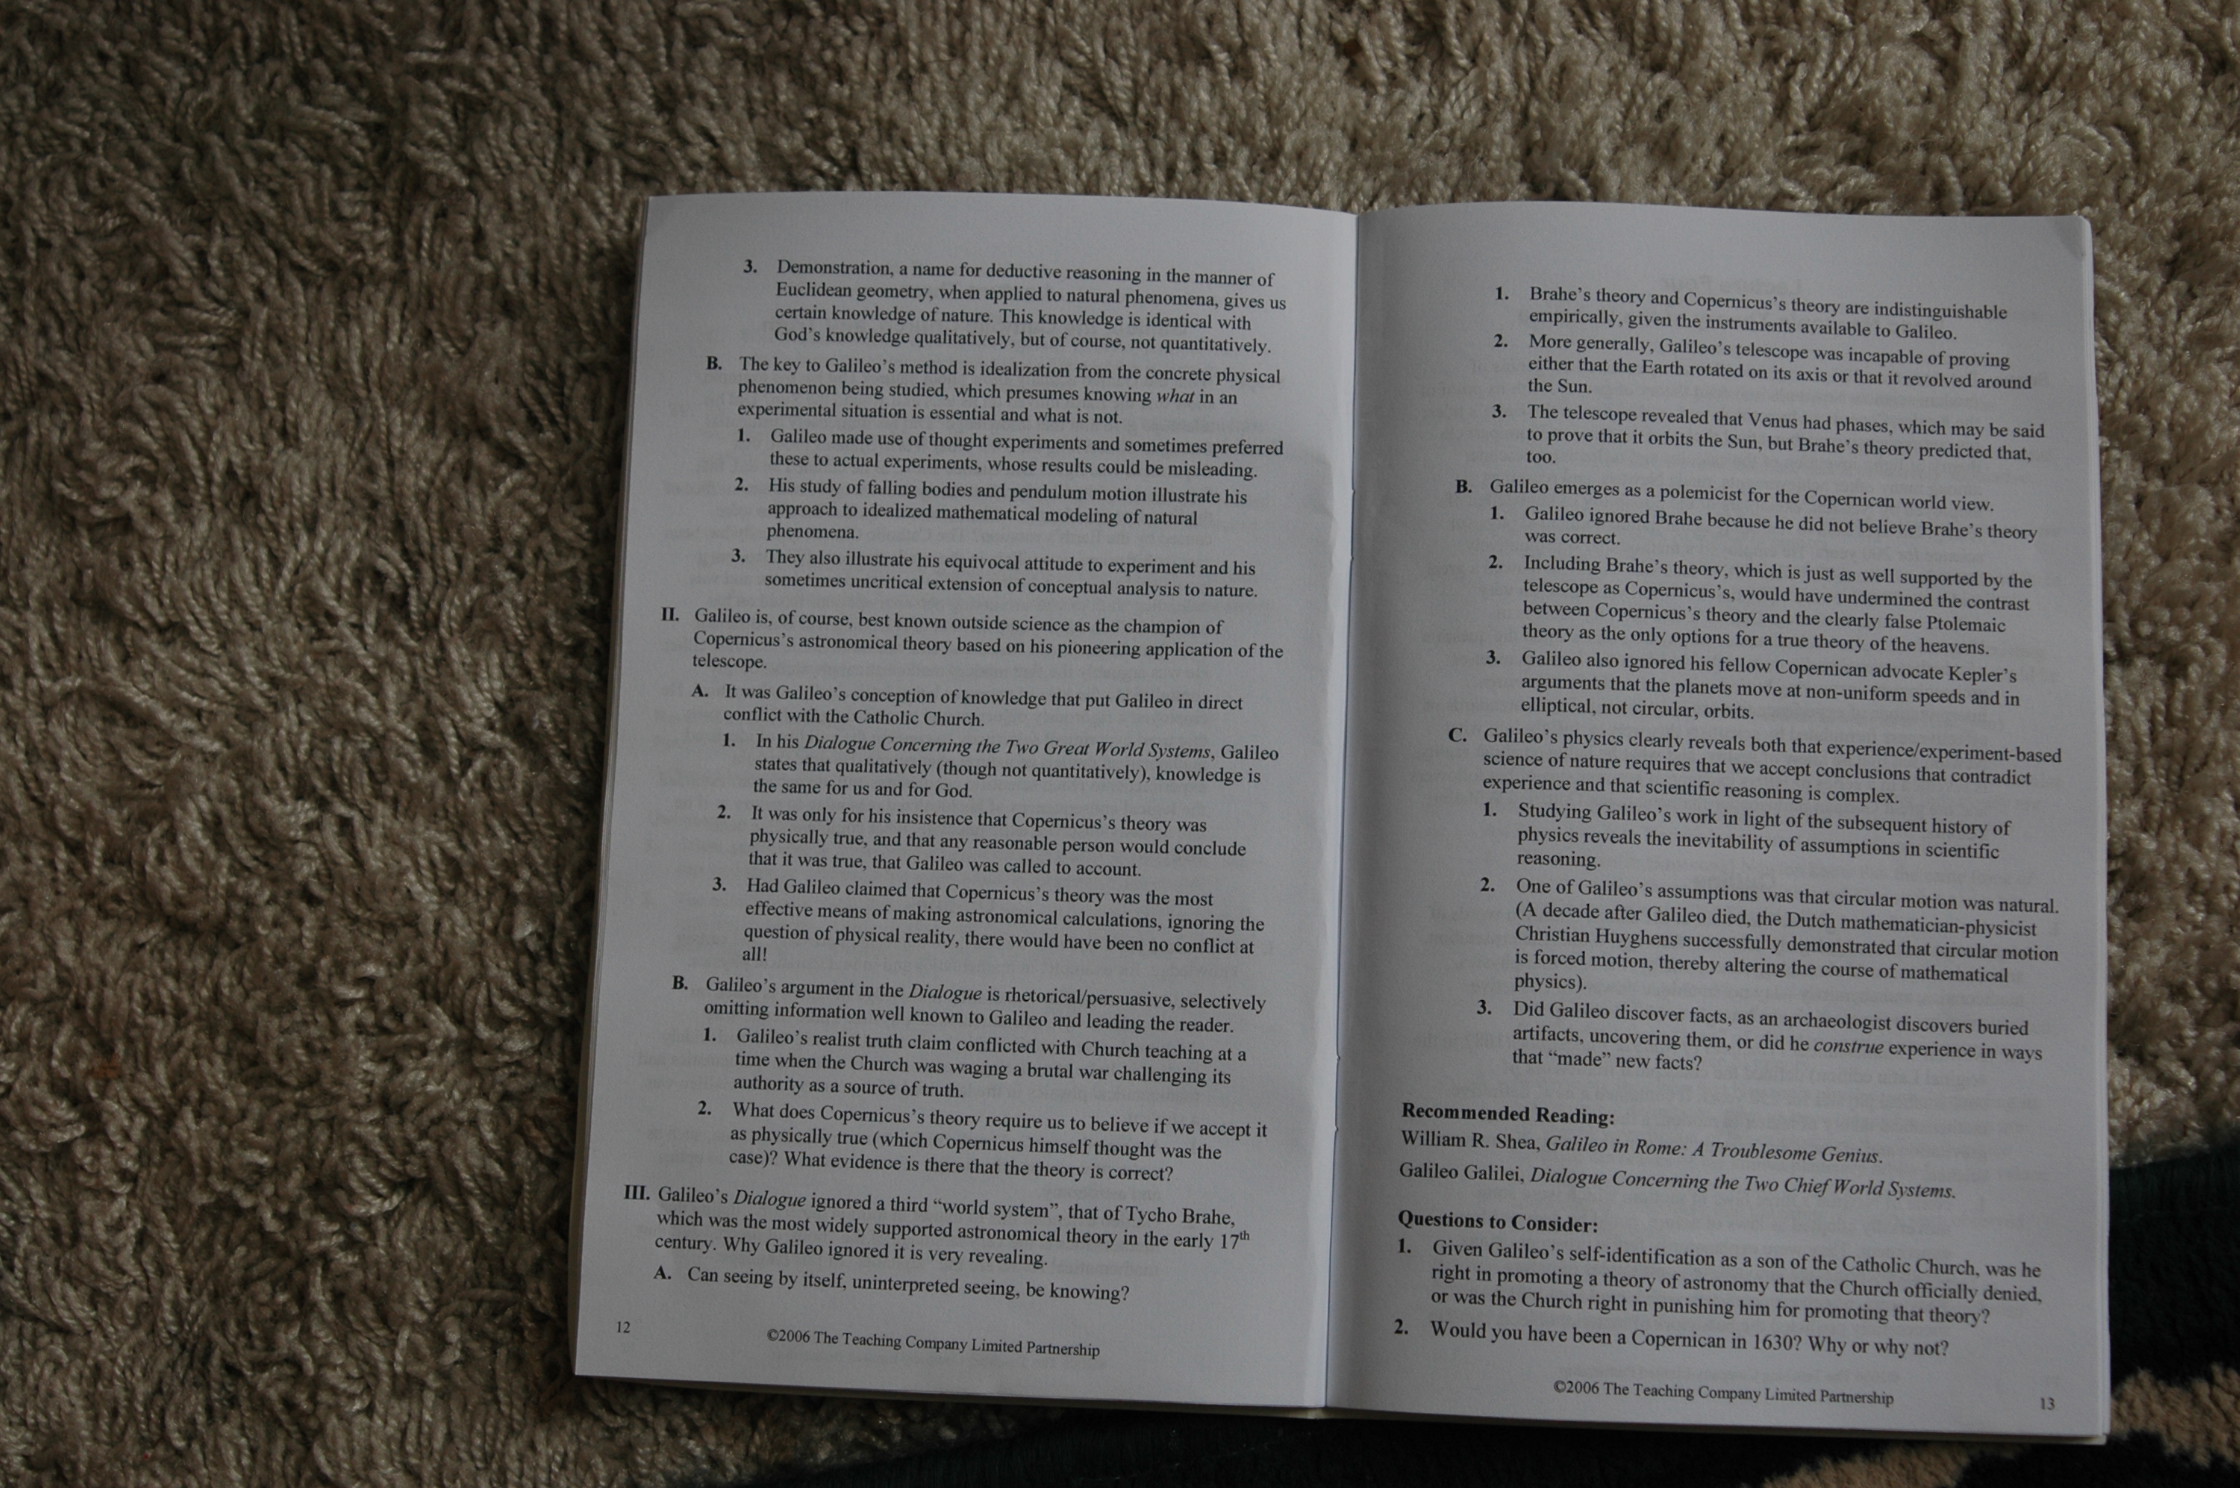 3. Demonstration, a name for deductive reasoning in the manner of
Euclidean geometry, when applied to natural phenomena, gives us
certain knowledge of nature. This knowledge is identical with
God's knowledge qualitatively, but of course, not quantitatively.
B. The key to Galileo's method is idealization from the concrete physical
phenomenon being studied, which presumes knowing what in an
experimental situation is essential and what is not.
1. Galileo made use of thought experiments and sometimes preferred
these to actual experiments, whose results could be misleading.
2. His study of falling bodies and pendulum motion illustrate his
approach to idealized mathematical modeling of natural
phenomena.
3. They also illustrate his equivocal attitude to experiment and his
sometimes uncritical extension of conceptual analysis to nature.
II. Galileo is, of course, best known outside science as the champion of
Copernicus's astronomical theory based on his pioneering application of the
telescope.
A. It was Galileo's conception of knowledge that put Galileo in direct
conflict with the Catholic Church.
1. In his Dialogue Concerning the Two Great World Systems, Galileo
states that qualitatively (though not quantitatively), knowledge is
the same for us and for God.
2. It was only for his insistence that Copernicus's theory was
physically true, and that any reasonable person would conclude
that it was true, that Galileo was called to account.
3. Had Galileo claimed that Copernicus's theory was the most
effective means of making astronomical calculations, ignoring the
question of physical reality, there would have been no conflict at
all!
B. Galileo's argument in the Dialogue is rhetorical/persuasive, selectively
omitting information well known to Galileo and leading the reader.
1. Galileo's realist truth claim conflicted with Church teaching at a
time when the Church was waging a brutal war challenging its
authority as a source of truth.
2. What does Copernicus's theory require us to believe if we accept it
as physically true (which Copernicus himself thought was the
case)? What evidence is there that the theory is correct?
III. Galileo's Dialogue ignored a third “world system”, that of Tycho Brahe,
which was the most widely supported astronomical theory in the early 17th
century. Why Galileo ignored it is very revealing.
A. Can seeing by itself, uninterpreted seeing, be knowing?
12
©2006 The Teaching Company Limited Partnership
1. Brahe's theory and Copernicus's theory are indistinguishable
empirically, given the instruments available to Galileo.
2. More generally, Galileo's telescope was incapable of proving
either that the Earth rotated on its axis or that it revolved around
the Sun.
3. The telescope revealed that Venus had phases, which may be said
to prove that it orbits the Sun, but Brahe's theory predicted that,
too.
B. Galileo emerges as a polemicist for the Copernican world view.
1. Galileo ignored Brahe because he did not believe Brahe's theory
was correct.
2. Including Brahe's theory, which is just as well supported by the
telescope as Copernicus's, would have undermined the contrast
between Copernicus's theory and the clearly false Ptolemaic
theory as the only options for a true theory of the heavens.
3. Galileo also ignored his fellow Copernican advocate Kepler's
arguments that the planets move at non-uniform speeds and in
elliptical, not circular, orbits.
C. Galileo's physics clearly reveals both that experience/experiment-based
science of nature requires that we accept conclusions that contradict
experience and that scientific reasoning is complex.
1. Studying Galileo's work in light of the subsequent history of
physics reveals the inevitability of assumptions in scientific
reasoning.
2. One of Galileo's assumptions was that circular motion was natural.
(A decade after Galileo died, the Dutch mathematician-physicist
Christian Huyghens successfully demonstrated that circular motion
is forced motion, thereby altering the course of mathematical
physics).
3. Did Galileo discover facts, as an archaeologist discovers buried
artifacts, uncovering them, or did he construe experience in ways
that “made” new facts?
Recommended Reading:
William R. Shea, Galileo in Rome: A Troublesome Genius.
Galileo Galilei, Dialogue Concerning the Two Chief World Systems.
Questions to Consider:
1. Given Galileo's self-identification as a son of the Catholic Church, was he
right in promoting a theory of astronomy that the Church officially denied,
or was the Church right in punishing him for promoting that theory?
2. Would you have been a Copernican in 1630? Why or why not?
©2006 The Teaching Company Limited Partnership
13